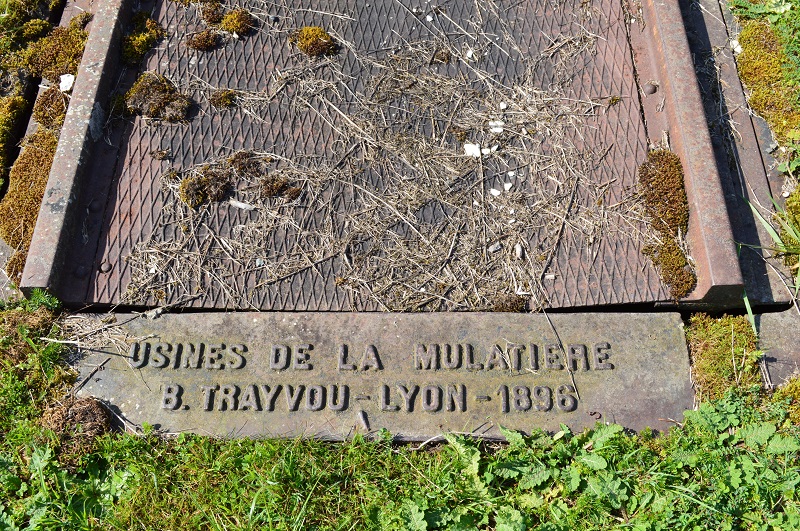 USINES DE LA MULATIERE
B. TRAYVOU - LYON - 1896